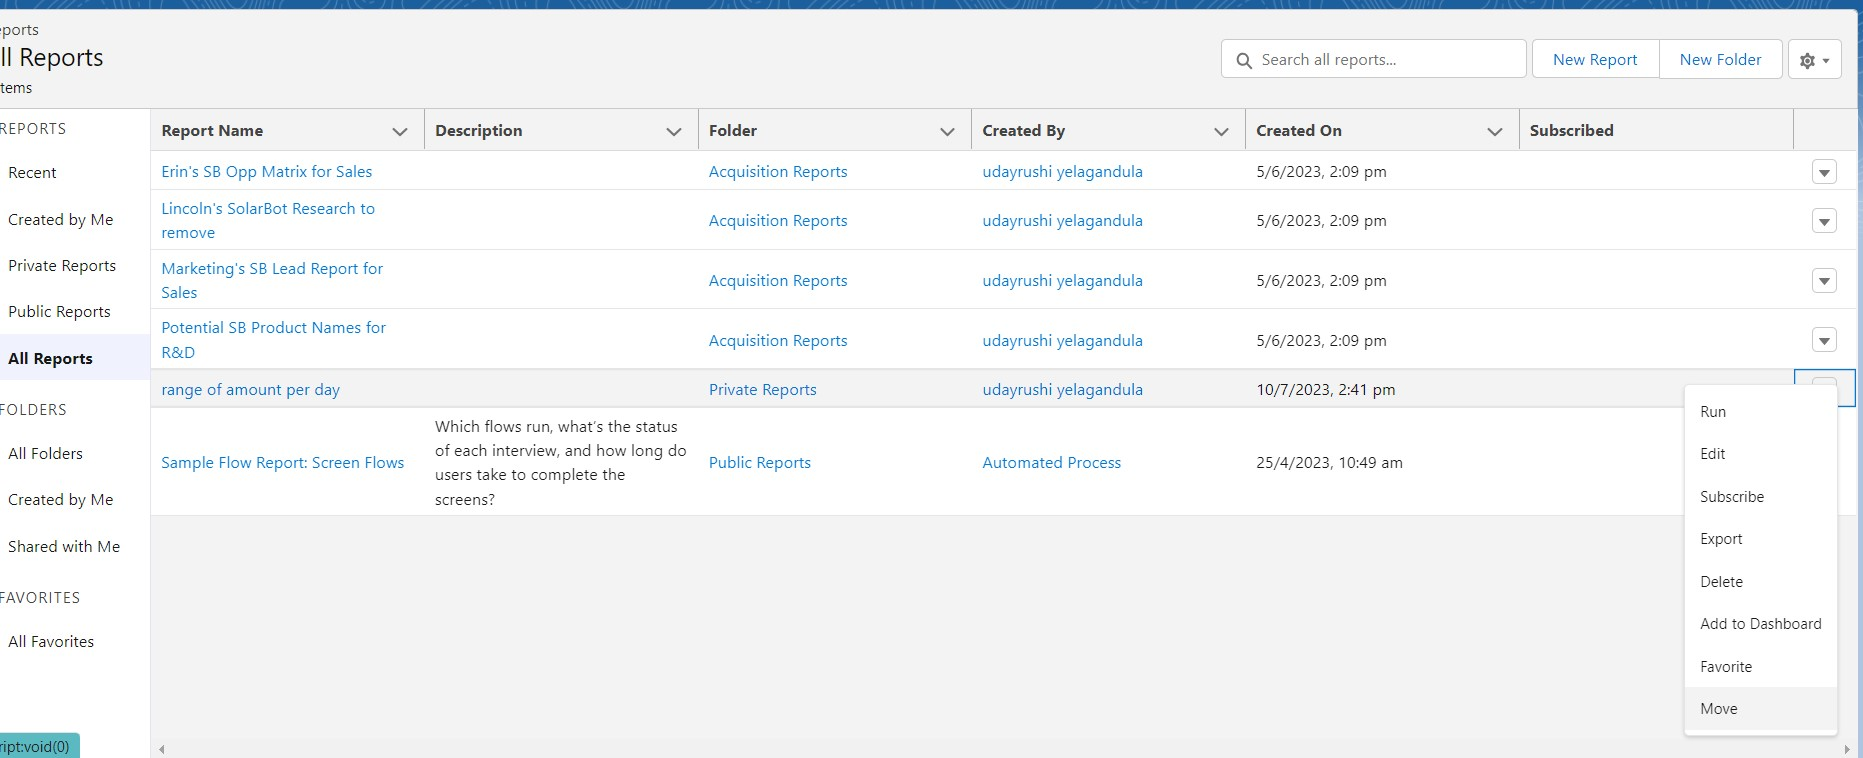 eports
ll Reports
tems
Search all reports...
New Report
New Folder
REPORTS
Recent
Created by Me
Private Reports
Public Reports
All Reports
FOLDERS
All Folders
Created by Me
Shared with Me
FAVORITES
All Favorites
Report Name Description Folder Created By Created On Subscribed
Erin's SB Opp Matrix for Sales Acquisition Reports udayrushi yelagandula 5/6/2023, 2:09 pm
Lincoln's SolarBot Research to
remove
Acquisition Reports udayrushi yelagandula 5/6/2023, 2:09 pm
Marketing's SB Lead Report for
Sales
Acquisition Reports udayrushi yelagandula 5/6/2023, 2:09 pm
Potential SB Product Names for
R&D
Acquisition Reports udayrushi yelagandula 5/6/2023, 2:09 pm
range of amount per day Private Reports udayrushi yelagandula 10/7/2023, 2:41 pm
Sample Flow Report: Screen Flows
Which flows run, what's the status
of each interview, and how long do
users take to complete the
screens?
Public Reports Automated Process 25/4/2023, 10:49 am
Run
Edit
Subscribe
Export
Delete
Add to Dashboard
Favorite
Move
ript:void(0)